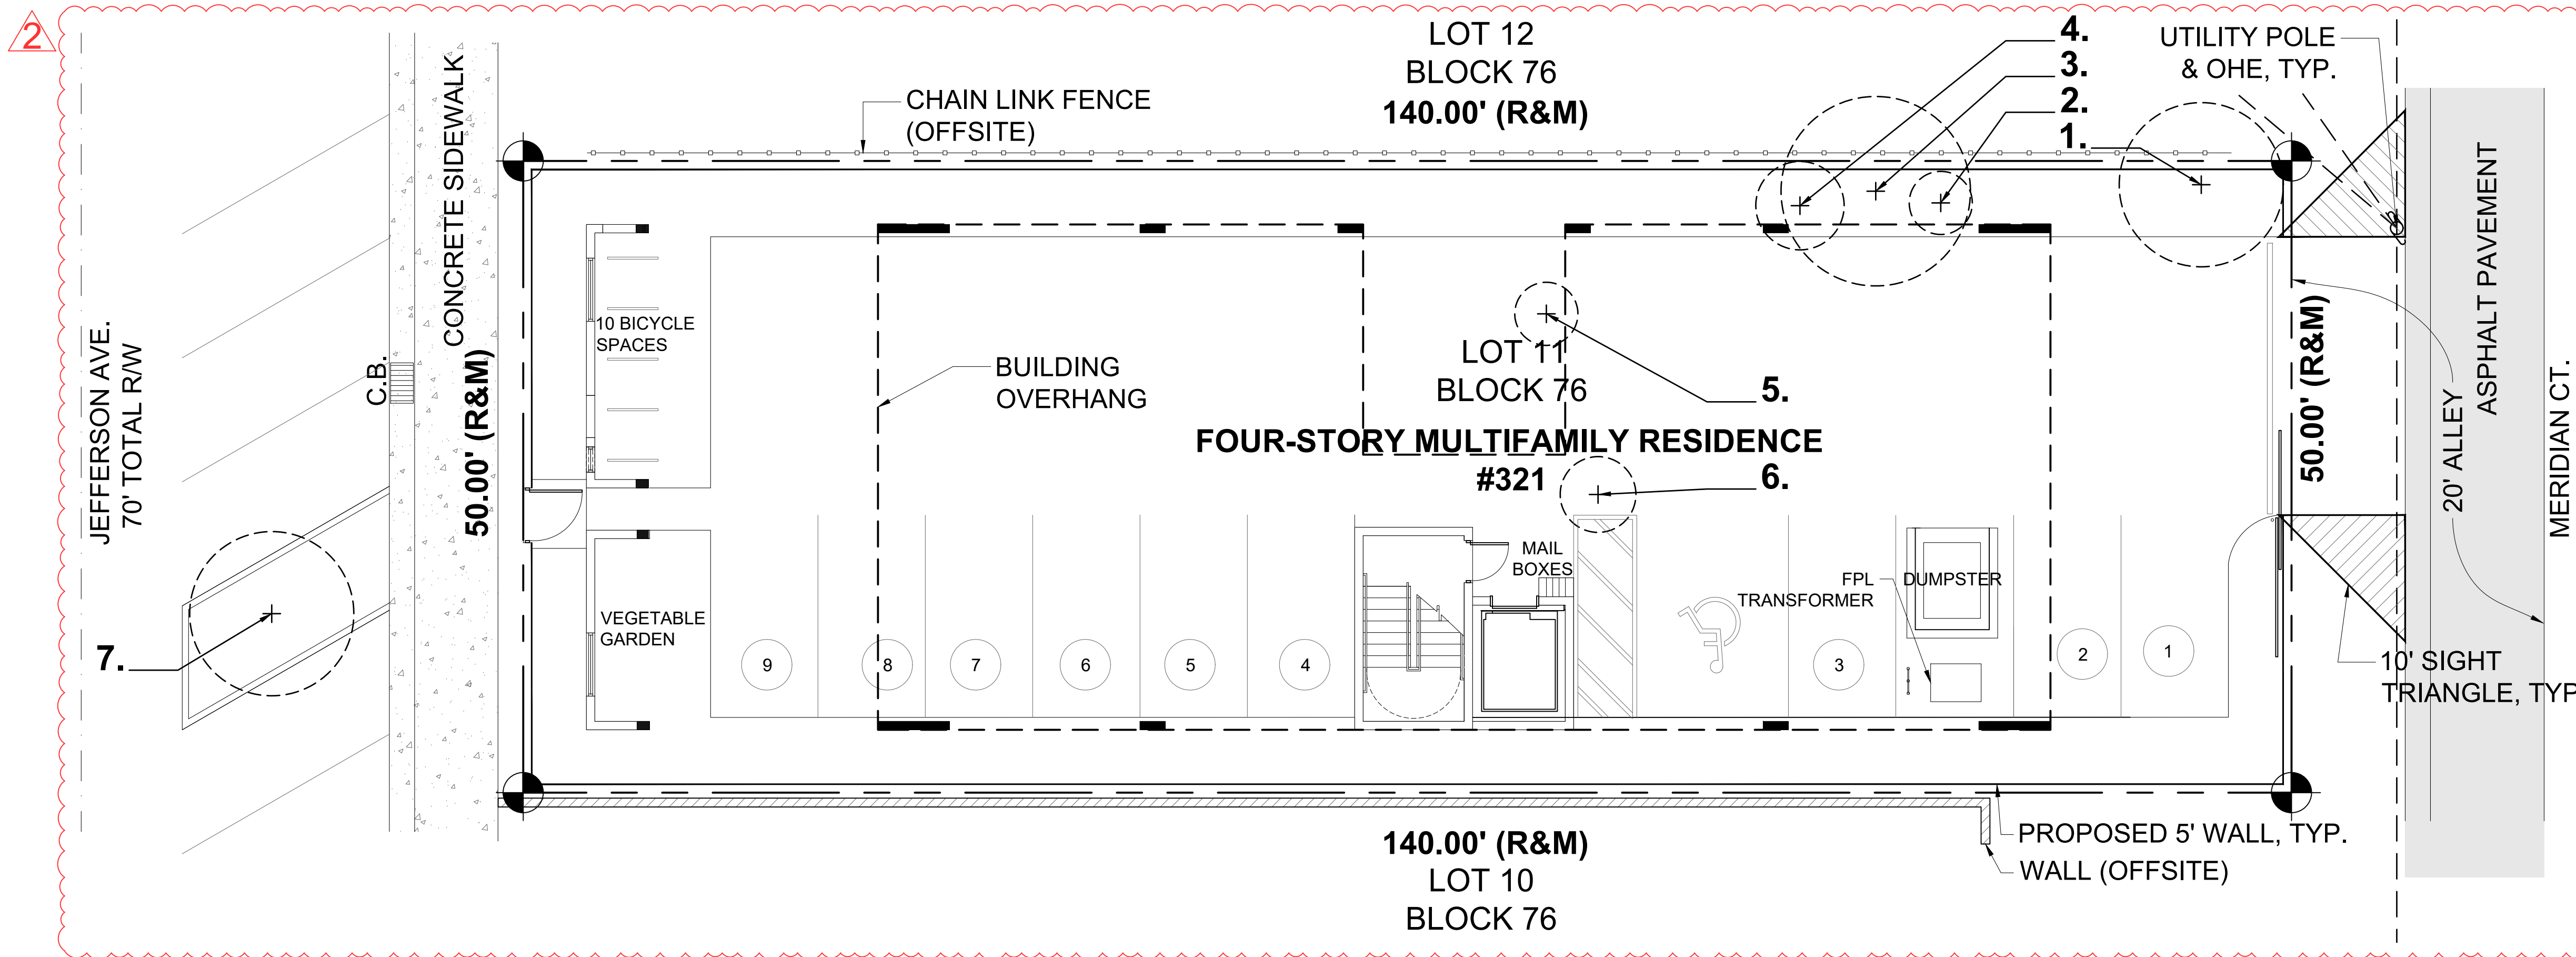 2
LOT 12
BLOCK 76
140.00' (R&M)
CHAIN LINK FENCE
(OFFSITE)
4.
3.
2.
1.
UTILITY POLE
& OHE, TYP.
CONCRETE SIDEWALK
JEFFERSON AVE.
70' TOTAL R/W
C.B.
50.00' (R&M)
10 BICYCLE
SPACES
BUILDING
OVERHANG
LOT 11
BLOCK 76
5.
FOUR-STORY MULTIFAMILY RESIDENCE
#321
6.
50.00' (R&M)
20' ALLEY
ASPHALT PAVEMENT
MERIDIAN CT.
7.
VEGETABLE
GARDEN
MAIL
BOXES
FPL
TRANSFORMER
DUMPSTER
9
8
7
6
5
4
3
2
1
10' SIGHT
TRIANGLE, TYP
PROPOSED 5' WALL, TYP.
WALL (OFFSITE)
140.00' (R&M)
LOT 10
BLOCK 76